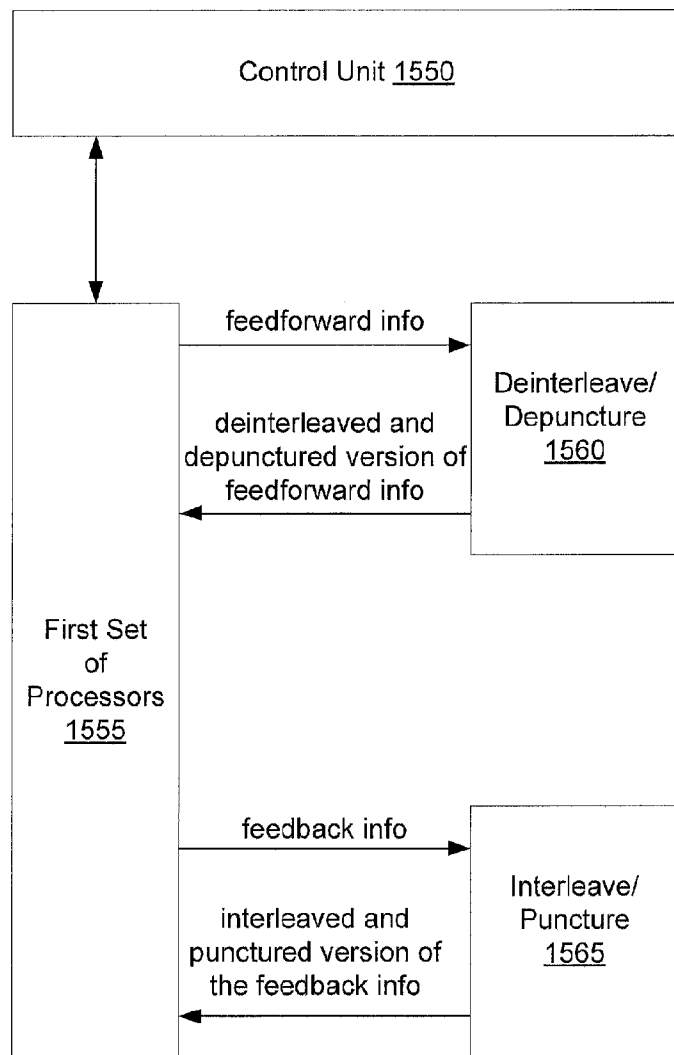 Control Unit 1550
feedforward info
Deinterleave/
Depuncture
1560
deinterleaved and
depunctured version of
feedforward info
First Set
of
Processors
1555
feedback info
Interleave/
Puncture
1565
interleaved and
punctured version of
the feedback info